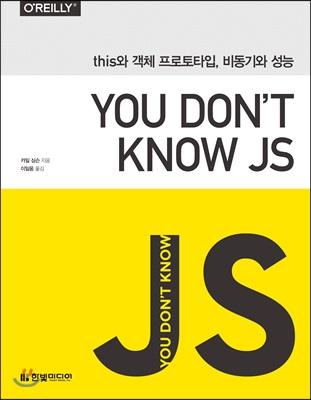 O'REILLY®
this와 객체 프로토타입, 비동기와 성능
YOU DON'T
KNOW JS
카일 심슨 지음
이일웅 옮김
YOU DON'T KNOW
JS
한빛미디어